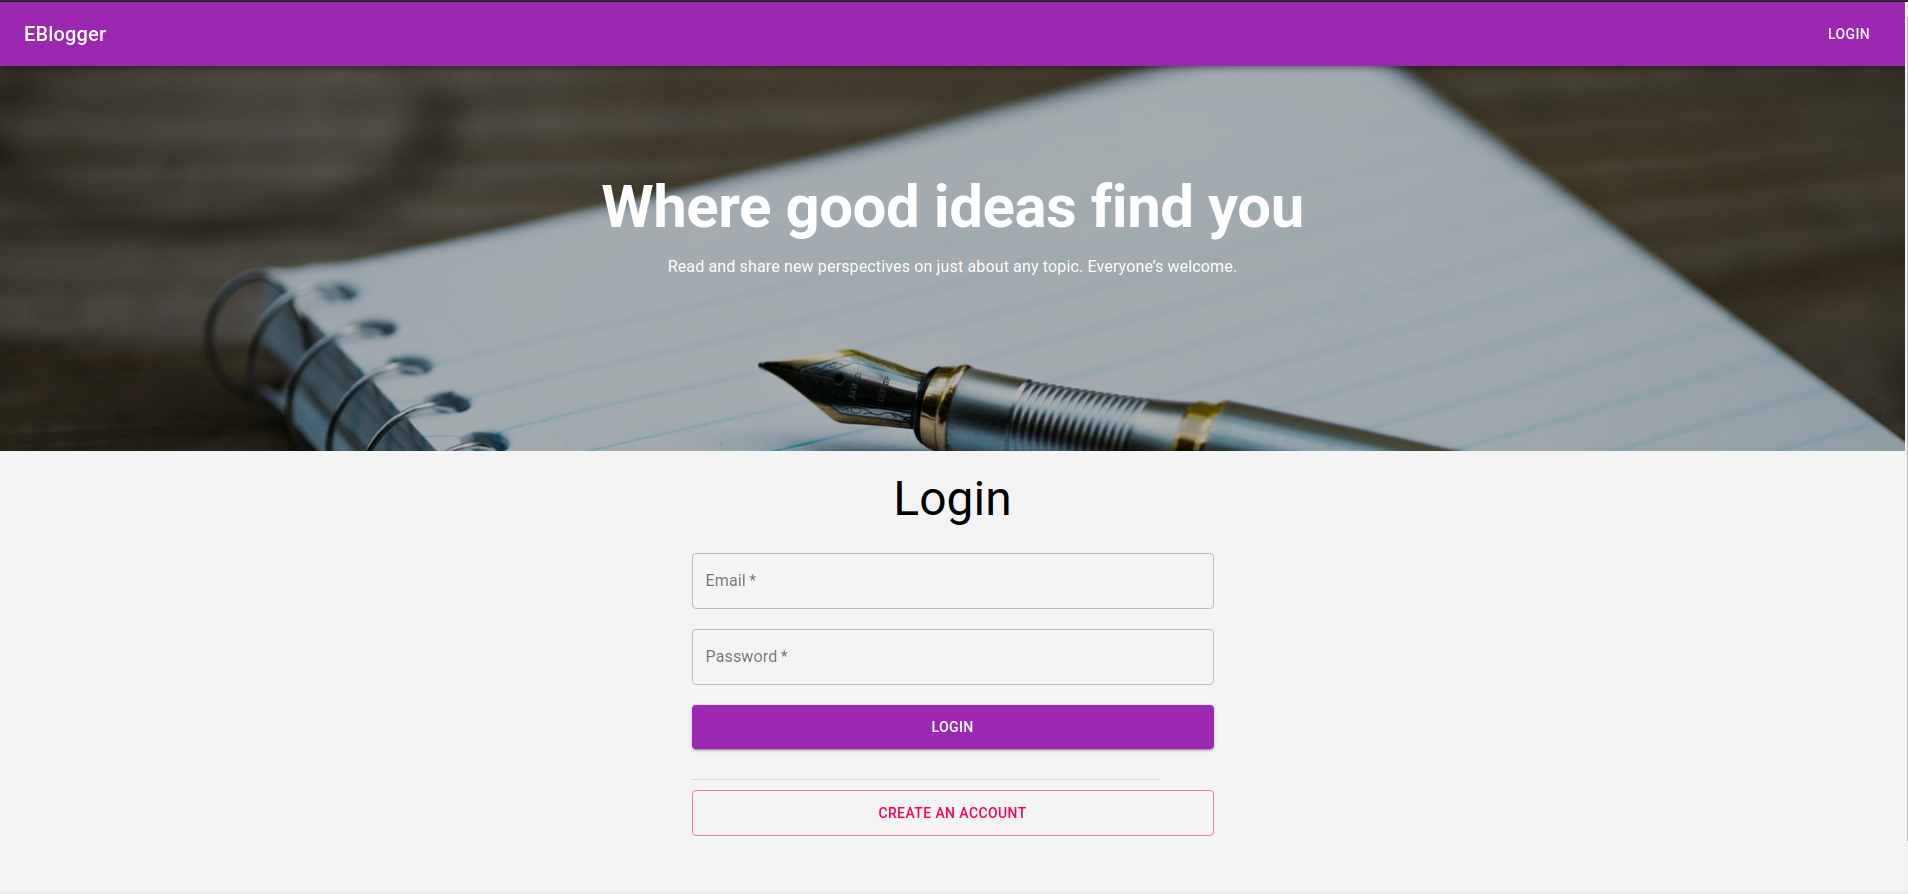 EBlogger
LOGIN
Where good ideas find you
Read and share new perspectives on just about any topic. Everyone's welcome.
Login
Email *
Password *
LOGIN
CREATE AN ACCOUNT